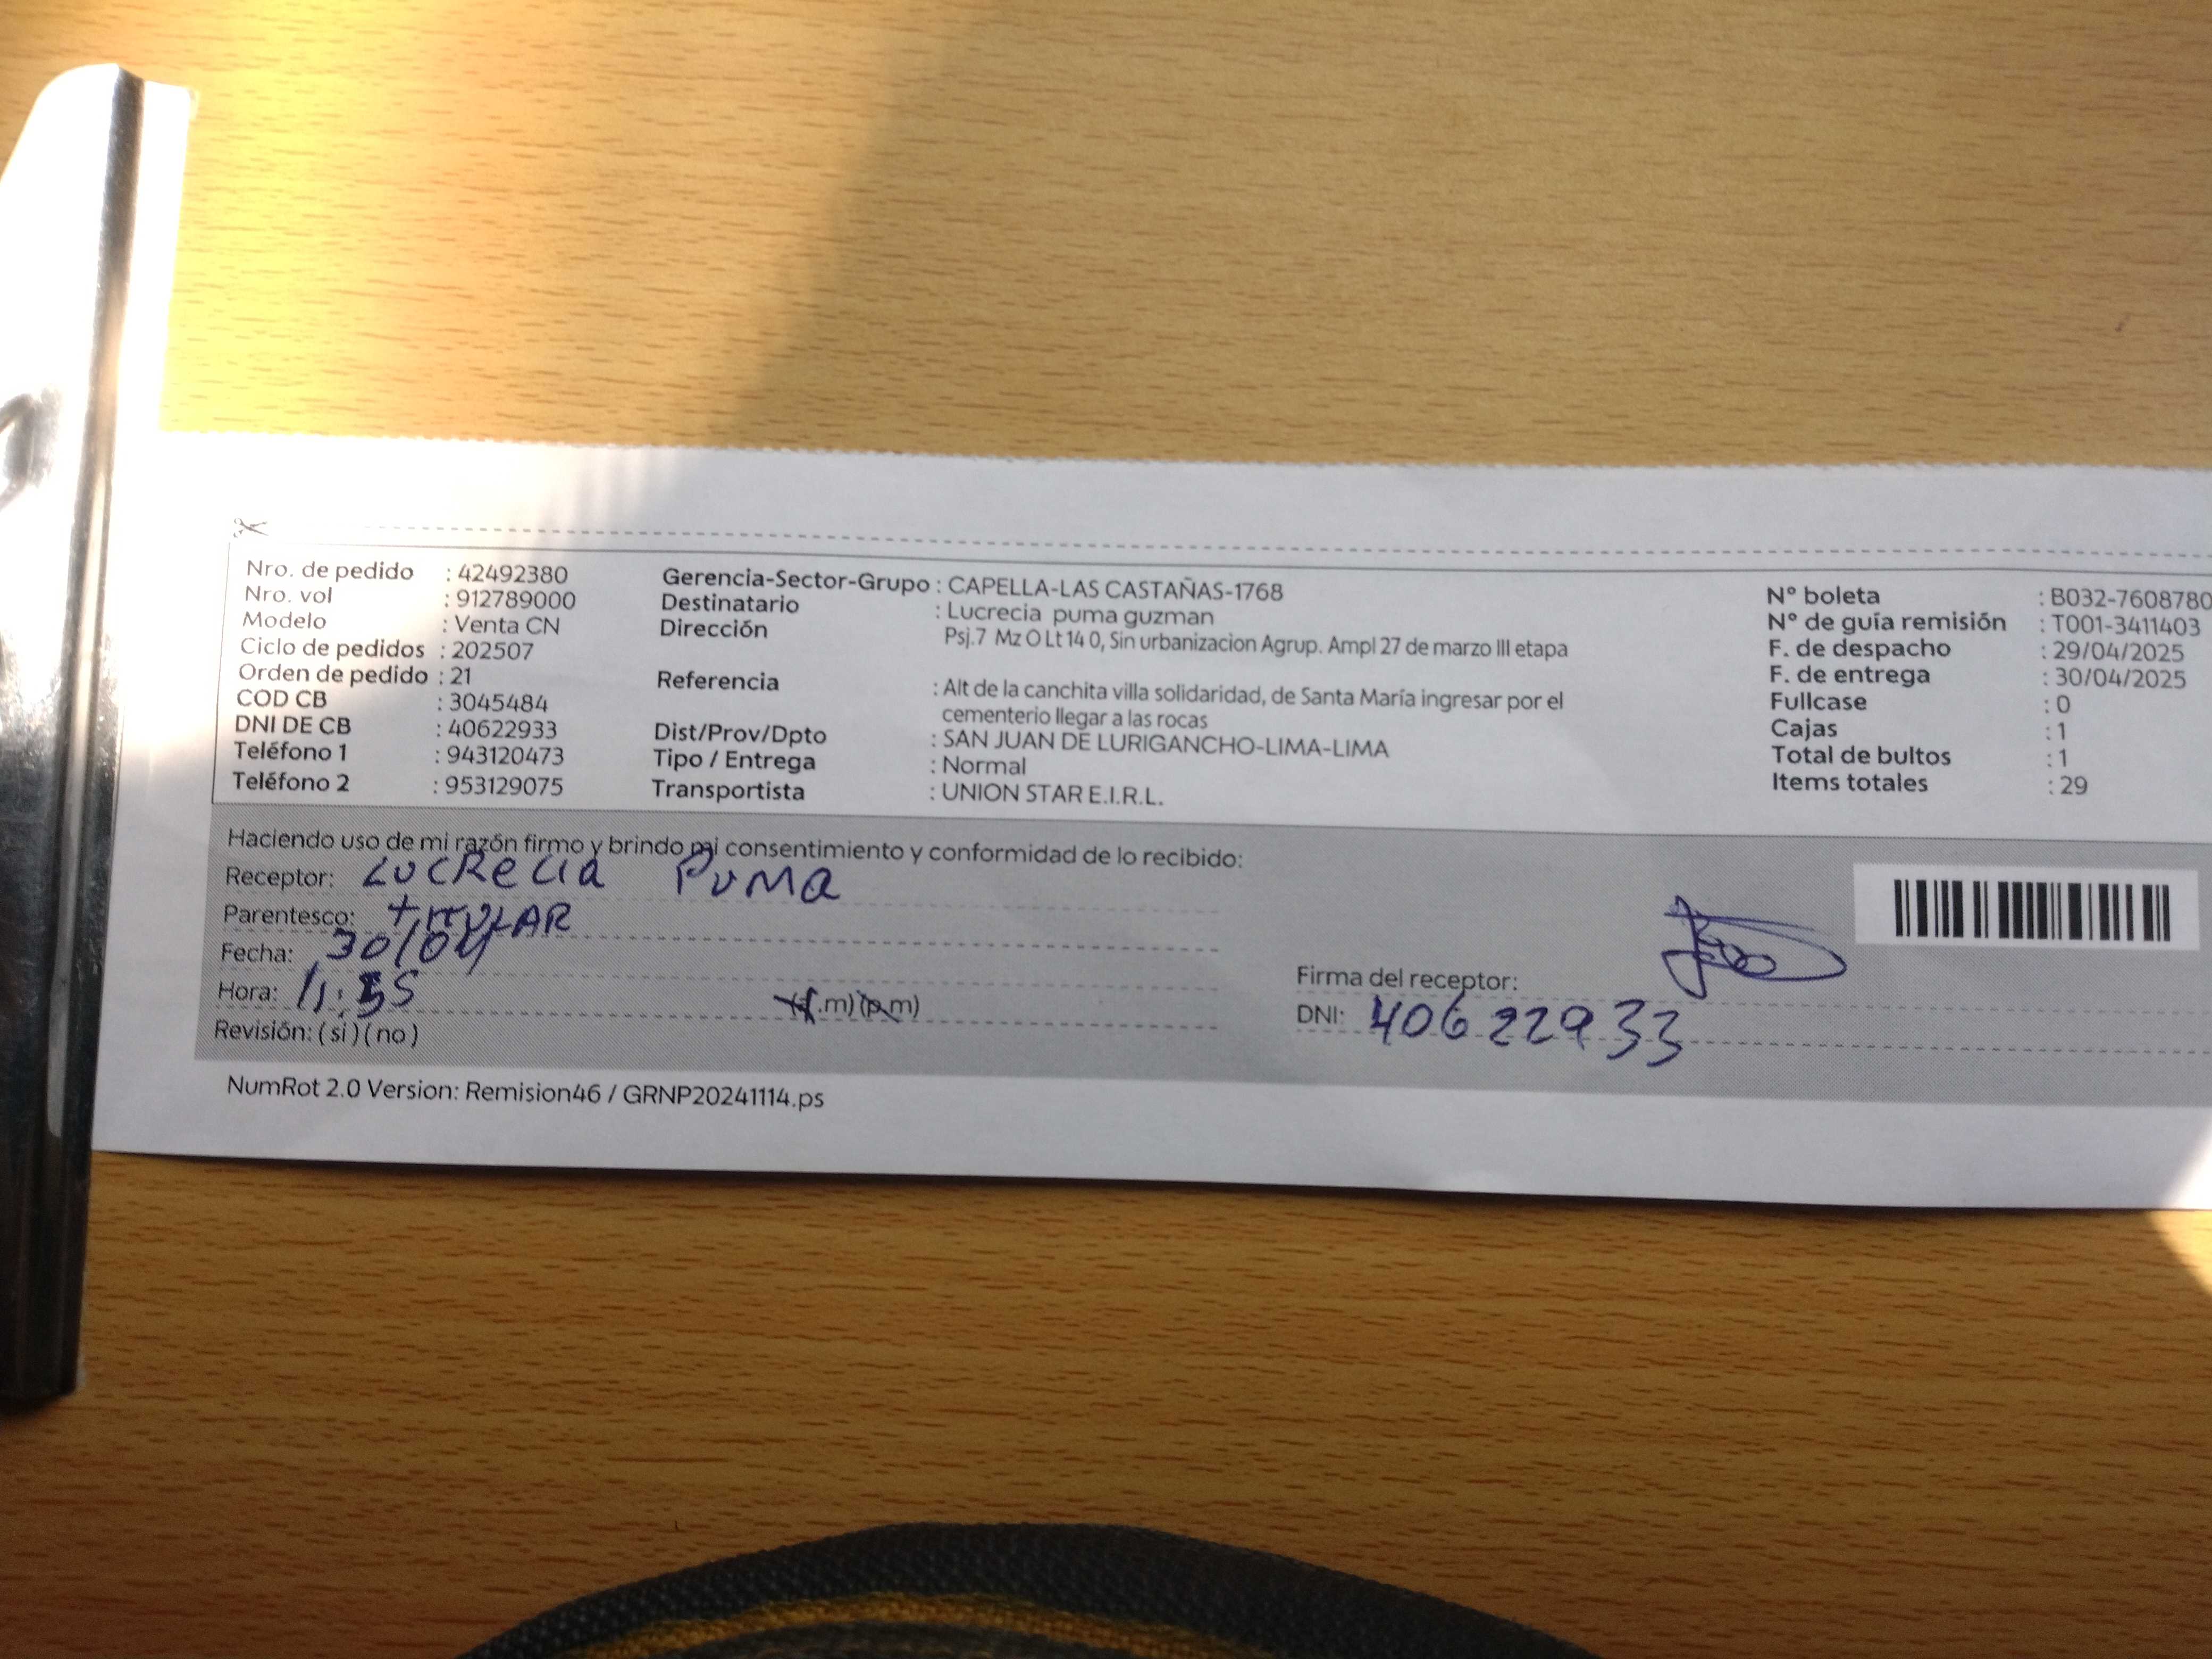 Nro. de pedido : 42492380
Nro. vol : 912789000
Modelo : Venta CN
Ciclo de pedidos : 202507
Orden de pedido : 21
COD CB : 3045484
DNI DE CB : 40622933
Teléfono 1 : 943120473
Teléfono 2 : 953129075
Gerencia-Sector-Grupo : CAPELLA-LAS CASTAÑAS-1768
Destinatario : Lucrecia puma guzman
Dirección Psj.7 Mz O Lt 14 0, Sin urbanizacion Agrup. Ampl 27 de marzo III etapa
Referencia : Alt de la canchita villa solidaridad, de Santa María ingresar por el
cementerio llegar a las rocas
Dist/Prov/Dpto : SAN JUAN DE LURIGANCHO-LIMA-LIMA
Tipo / Entrega : Normal
Transportista : UNION STAR E.I.R.L.
N° boleta : B032-7608780
N° de guía remisión : T001-3411403
F. de despacho : 29/04/2025
F. de entrega : 30/04/2025
Fullcase : 0
Cajas : 1
Total de bultos : 1
Items totales : 29
Haciendo uso de mi razón firmo y brindo mi consentimiento y conformidad de lo recibido:
Receptor: LUCRecia PUMa
Parentesco: titULAR
Fecha: 30/04
Hora: (p.m)
Revisión: (si) (no)
Firma del receptor:
DNI: 40622933
NumRot 2.0 Version: Remision46 / GRNP20241114.ps